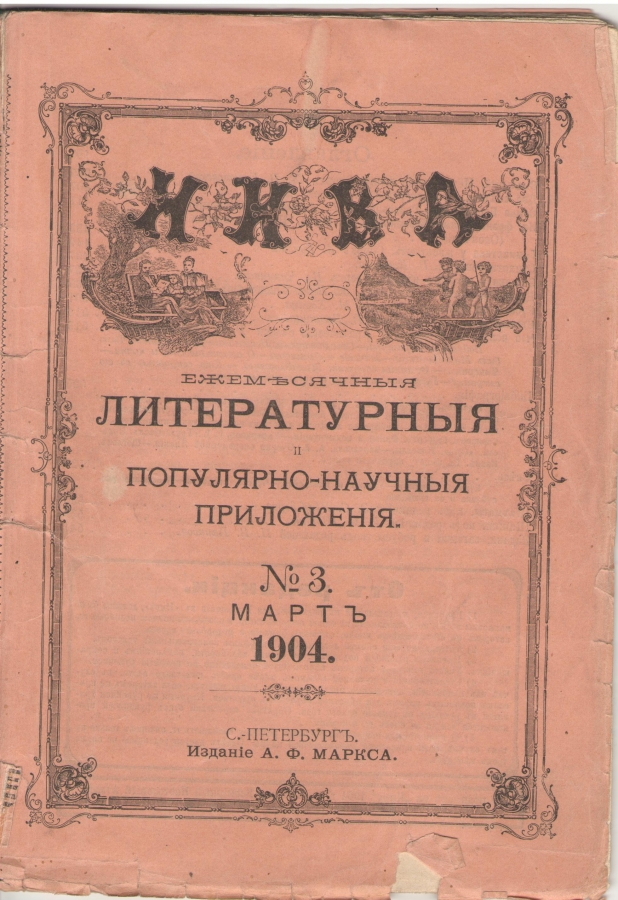 НИВА
ЕЖЕМѢСЯЧНЫЯ
ЛИТЕРАТУРНЫЯ
И
ПОПУЛЯРНО-НАУЧНЫЯ
ПРИЛОЖЕНІЯ.
№ 3.
МАРТЪ
1904.
С.-ПЕТЕРБУРГЪ.
Изданіе А. Ф. МАРКСА.